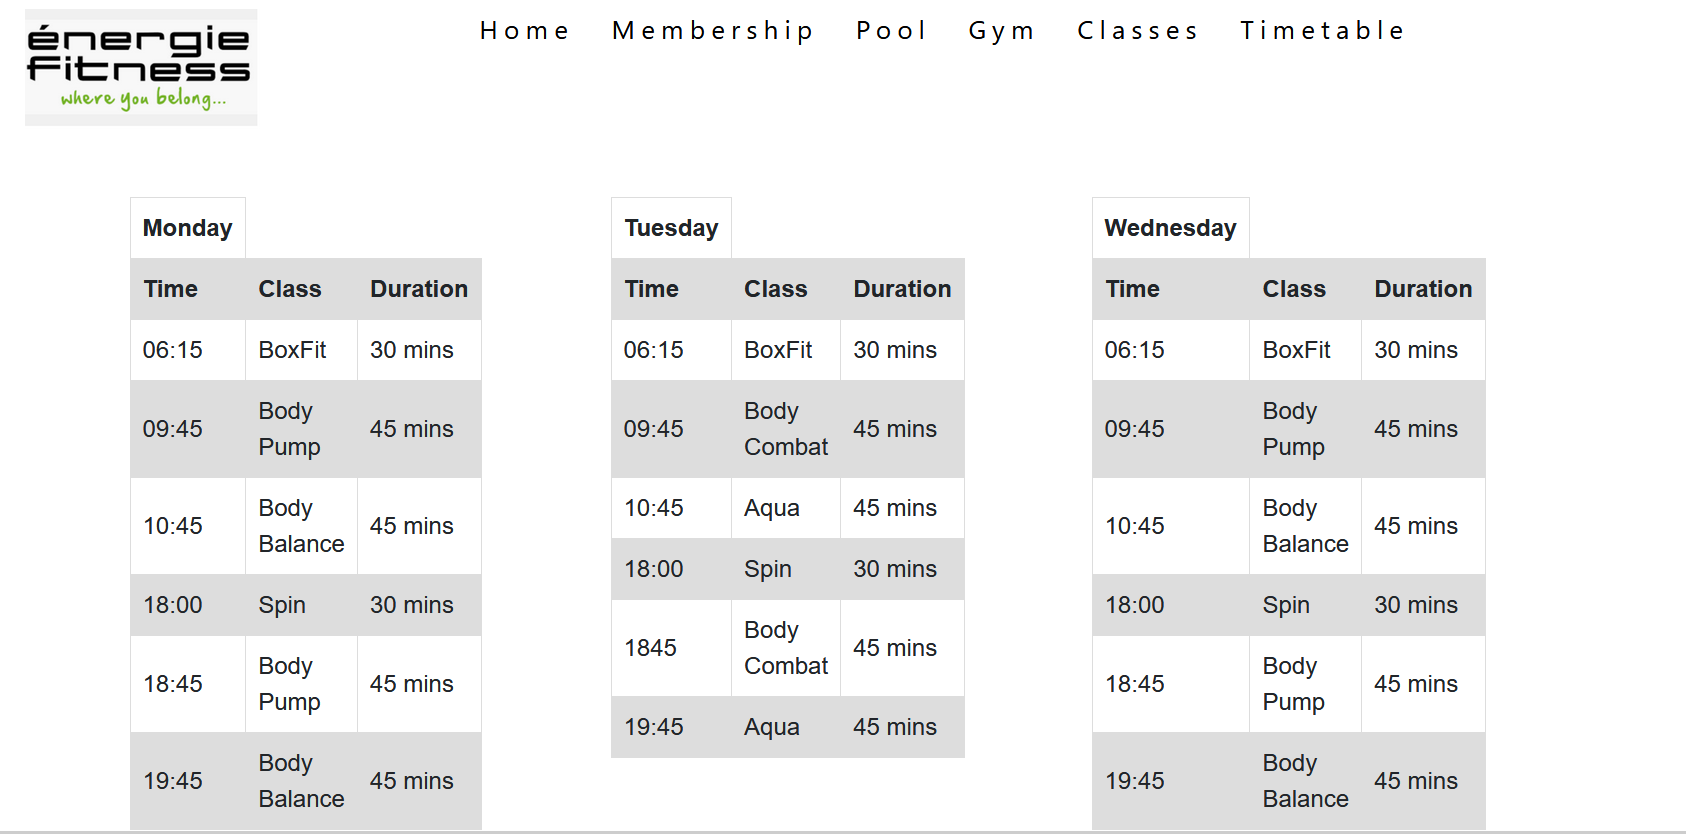 énergie
Fitness
where you belong...
Home Membership Pool Gym Classes Timetable
Monday
Time Class Duration
06:15 BoxFit 30 mins
09:45 Body Pump 45 mins
10:45 Body Balance 45 mins
18:00 Spin 30 mins
18:45 Body Pump 45 mins
19:45 Body Balance 45 mins
Tuesday
Time Class Duration
06:15 BoxFit 30 mins
09:45 Body Combat 45 mins
10:45 Aqua 45 mins
18:00 Spin 30 mins
1845 Body Combat 45 mins
19:45 Aqua 45 mins
Wednesday
Time Class Duration
06:15 BoxFit 30 mins
09:45 Body Pump 45 mins
10:45 Body Balance 45 mins
18:00 Spin 30 mins
18:45 Body Pump 45 mins
19:45 Body Balance 45 mins